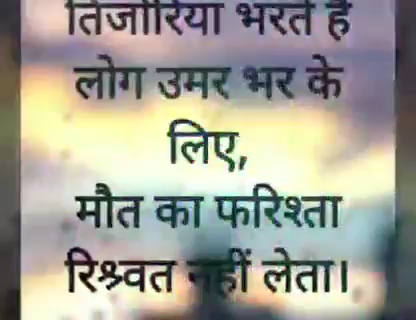 तिजोरिया भरते है
लोग उमर भर के
लिए,
मौत का फरिश्ता
रिश्र्वत नहीं लेता।